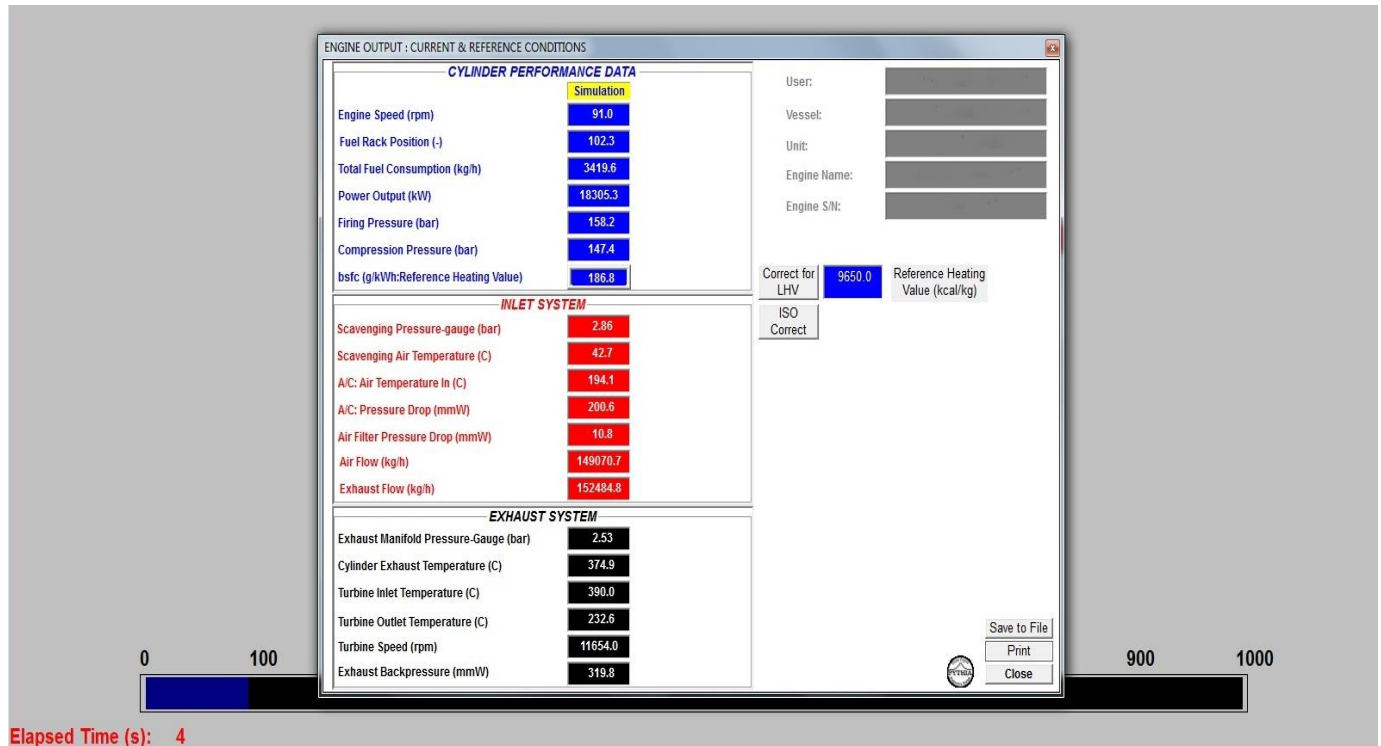 ENGINE OUTPUT : CURRENT & REFERENCE CONDITIONS
CYLINDER PERFORMANCE DATA
Simulation
Engine Speed (rpm) 91.0
Fuel Rack Position (-) 102.3
Total Fuel Consumption (kg/h) 3419.6
Power Output (kW) 18305.3
Firing Pressure (bar) 158.2
Compression Pressure (bar) 147.4
bsfc (g/kWh:Reference Heating Value) 186.8
INLET SYSTEM
Scavenging Pressure-gauge (bar) 2.86
Scavenging Air Temperature (C) 42.7
A/C: Air Temperature In (C) 194.1
A/C: Pressure Drop (mmW) 200.6
Air Filter Pressure Drop (mmW) 10.8
Air Flow (kg/h) 149070.7
Exhaust Flow (kg/h) 152484.8
EXHAUST SYSTEM
Exhaust Manifold Pressure-Gauge (bar) 2.53
Cylinder Exhaust Temperature (C) 374.9
Turbine Inlet Temperature (C) 390.0
Turbine Outlet Temperature (C) 232.6
Turbine Speed (rpm) 11654.0
Exhaust Backpressure (mmW) 319.8
User:
Vessel:
Unit:
Engine Name:
Engine S/N:
Correct for
LHV
9650.0
Reference Heating
Value (kcal/kg)
ISO
Correct
Save to File
Print
Close
PYTHIA
0 100 900 1000
Elapsed Time (s): 4